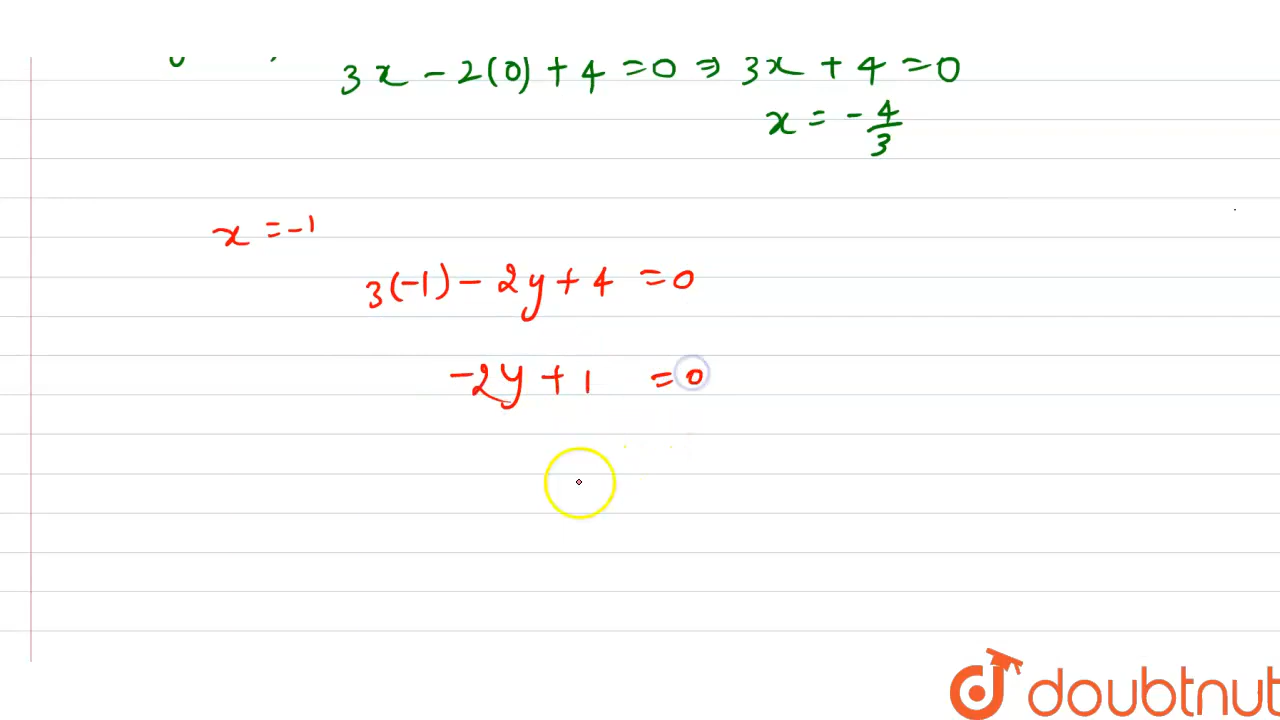 3x - 2(0) + 4 = 0 ⇒ 3x + 4 = 0
x = - 4/3
x = -1
3(-1) - 2y + 4 = 0
-2y + 1 = 0
doubtnut